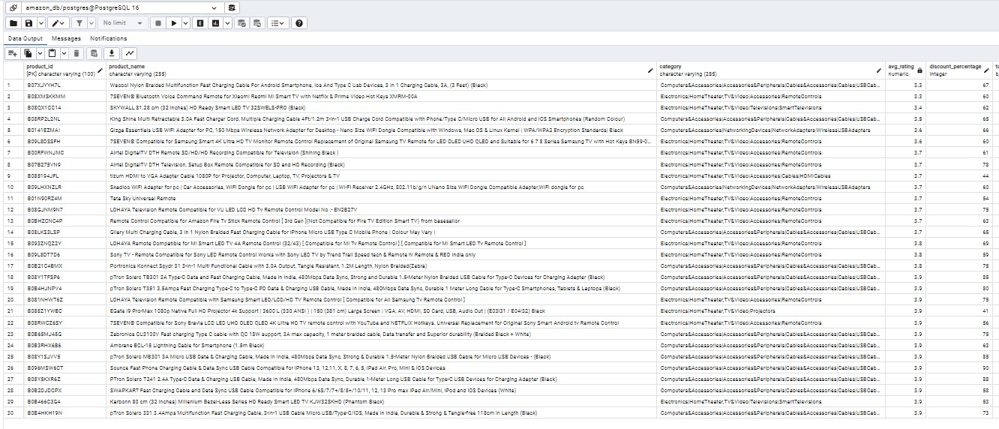 amazon_db/postgres@PostgreSQL 16
No limit
Data Output Messages Notifications
product_id product_name category avg_rating discount_percentage
[PK] character varying (100) character varying (255) character varying (255) numeric integer
1 B07XJYYH7L Wecool Nylon Braided Multifunction Fast Charging Cable For Android Smartphone, Ios And Type C Usb Devices, 3 In 1 Charging Cable, 3A, (3 Feet) (Black) Computers&Accessories|Accessories&Peripherals|Cables&Accessories|Cables|USBCab... 3.3 67
2 B08XMSKKMM 7SEVEN® Bluetooth Voice Command Remote for Xiaomi Redmi Mi Smart TV with Netflix & Prime Video Hot Keys XMRM-00A Electronics|HomeTheater,TV&Video|Accessories|RemoteControls 3.3 60
3 B08QX1CC14 SKYWALL 81.28 cm (32 inches) HD Ready Smart LED TV 32SWELS-PRO (Black) Electronics|HomeTheater,TV&Video|Televisions|SmartTelevisions 3.4 62
4 B08RP2L2NL King Shine Multi Retractable 3.0A Fast Charger Cord, Multiple Charging Cable 4Ft/1.2m 3-in-1 USB Charge Cord Compatible with Phone/Type C/Micro USB for All Android and iOS Smartphones (Random Colour) Computers&Accessories|Accessories&Peripherals|Cables&Accessories|Cables|USBCab... 3.5 65
5 B0141EZMAI Gizga Essentials USB WiFi Adapter for PC, 150 Mbps Wireless Network Adapter for Desktop - Nano Size WiFi Dongle Compatible with Windows, Mac OS & Linux Kernel | WPA/WPA2 Encryption Standards| Black Computers&Accessories|NetworkingDevices|NetworkAdapters|WirelessUSBAdapters 3.6 66
6 B09L8DSSFH 7SEVEN® Compatible for Samsung Smart 4K Ultra HD TV Monitor Remote Control Replacement of Original Samsung TV Remote for LED OLED UHD QLED and Suitable for 6 7 8 Series Samsung TV with Hot Keys BN59-0... Electronics|HomeTheater,TV&Video|Accessories|RemoteControls 3.6 60
7 B00RFWNJMC Airtel DigitalTV DTH Remote SD/HD/HD Recording Compatible for Television (Shining Black ) Electronics|HomeTheater,TV&Video|Accessories|RemoteControls 3.7 61
8 B07B275VN9 Airtel DigitalTV DTH Television, Setup Box Remote Compatible for SD and HD Recording (Black) Electronics|HomeTheater,TV&Video|Accessories|RemoteControls 3.7 78
9 B085194JFL tizum HDMI to VGA Adapter Cable 1080P for Projector, Computer, Laptop, TV, Projectors & TV Electronics|HomeTheater,TV&Video|Accessories|Cables|HDMICables 3.7 44
10 B09LHXNZLR Skadioo WiFi Adapter for pc | Car Accessories, WiFi Dongle for pc | USB WiFi Adapter for pc | Wi-Fi Receiver 2.4GHz, 802.11b/g/n UNano Size WiFi Dongle Compatible Adapter,WiFi dongle for pc Computers&Accessories|NetworkingDevices|NetworkAdapters|WirelessUSBAdapters 3.7 60
11 B01N90RZ4M Tata Sky Universal Remote Electronics|HomeTheater,TV&Video|Accessories|RemoteControls 3.7 54
12 B08GJNM9N7 LOHAYA Television Remote Compatible for VU LED LCD HD Tv Remote Control Model No :- EN2B27V Electronics|HomeTheater,TV&Video|Accessories|RemoteControls 3.7 75
13 B0BHZCNC4P Remote Control Compatible for Amazon Fire Tv Stick Remote Control [ 3rd Gen ](Not Compatible for Fire TV Edition Smart TV) from basesailor Electronics|HomeTheater,TV&Video|Accessories|RemoteControls 3.7 63
14 B08LKS3LSP Gilary Multi Charging Cable, 3 in 1 Nylon Braided Fast Charging Cable for iPhone Micro USB Type C Mobile Phone | Colour May Vary | Computers&Accessories|Accessories&Peripherals|Cables&Accessories|Cables|USBCab... 3.7 65
15 B093ZNQZ2Y LOHAYA Remote Compatible for Mi Smart LED TV 4A Remote Control (32/43) [ Compatible for Mi Tv Remote Control ] [ Compatible for Mi Smart LED Tv Remote Control ] Electronics|HomeTheater,TV&Video|Accessories|RemoteControls 3.8 69
16 B09L8DT7D6 Sony TV - Remote Compatible for Sony LED Remote Control Works with Sony LED TV by Trend Trail Speed tech & Remote hi Remote & REO India only Electronics|HomeTheater,TV&Video|Accessories|RemoteControls 3.8 59
17 B0B21C4BMX Portronics Konnect Spydr 31 3-in-1 Multi Functional Cable with 3.0A Output, Tangle Resistant, 1.2M Length, Nylon Braided(Zebra) Computers&Accessories|Accessories&Peripherals|Cables&Accessories|Cables|USBCab... 3.8 75
18 B08Y1TFSP6 pTron Solero TB301 3A Type-C Data and Fast Charging Cable, Made in India, 480Mbps Data Sync, Strong and Durable 1.5-Meter Nylon Braided USB Cable for Type-C Devices for Charging Adapter (Black) Computers&Accessories|Accessories&Peripherals|Cables&Accessories|Cables|USBCab... 3.9 85
19 B0B4HJNPV4 pTron Solero T351 3.5Amps Fast Charging Type-C to Type-C PD Data & Charging USB Cable, Made in India, 480Mbps Data Sync, Durable 1 Meter Long Cable for Type-C Smartphones, Tablets & Laptops (Black) Computers&Accessories|Accessories&Peripherals|Cables&Accessories|Cables|USBCab... 3.9 80
20 B081NHWT6Z LOHAYA Television Remote Compatible with Samsung Smart LED/LCD/HD TV Remote Control [ Compatible for All Samsung Tv Remote Control ] Electronics|HomeTheater,TV&Video|Accessories|RemoteControls 3.9 75
21 B088Z1YWBC EGate i9 Pro-Max 1080p Native Full HD Projector 4k Support | 3600 L (330 ANSI ) | 150 (381 cm) Large Screen | VGA, AV, HDMI, SD Card, USB, Audio Out | (E03i31 / E04i32) Black Electronics|HomeTheater,TV&Video|Projectors 3.9 41
22 B08RWCZ6SY 7SEVEN® Compatible for Sony Bravia LCD LED UHD OLED QLED 4K Ultra HD TV remote control with YouTube and NETFLIX Hotkeys. Universal Replacement for Original Sony Smart Android tv Remote Control Electronics|HomeTheater,TV&Video|Accessories|RemoteControls 3.9 56
23 B0B65MJ45G Zebronics CU3100V Fast charging Type C cable with QC 18W support, 3A max capacity, 1 meter braided cable, Data transfer and Superior durability (Braided Black + White) Computers&Accessories|Accessories&Peripherals|Cables&Accessories|Cables|USBCab... 3.9 75
24 B0B3RHX6B6 Ambrane BCL-15 Lightning Cable for Smartphone (1.5m Black) Computers&Accessories|Accessories&Peripherals|Cables&Accessories|Cables|USBCab... 3.9 63
25 B08Y1SJVV5 pTron Solero MB301 3A Micro USB Data & Charging Cable, Made in India, 480Mbps Data Sync, Strong & Durable 1.5-Meter Nylon Braided USB Cable for Micro USB Devices - (Black) Computers&Accessories|Accessories&Peripherals|Cables&Accessories|Cables|USBCab... 3.9 85
26 B096MSW6CT Sounce Fast Phone Charging Cable & Data Sync USB Cable Compatible for iPhone 13, 12,11, X, 8, 7, 6, 5, iPad Air, Pro, Mini & iOS Devices Computers&Accessories|Accessories&Peripherals|Cables&Accessories|Cables|USBCab... 3.9 90
27 B08Y5KXR6Z PTron Solero T241 2.4A Type-C Data & Charging USB Cable, Made in India, 480Mbps Data Sync, Durable 1-Meter Long USB Cable for Type-C USB Devices for Charging Adapter (Black) Computers&Accessories|Accessories&Peripherals|Cables&Accessories|Cables|USBCab... 3.9 88
28 B0B2DJDCPX SWAPKART Fast Charging Cable and Data Sync USB Cable Compatible for iPhone 6/6S/7/7+/8/8+/10/11, 12, 13 Pro max iPad Air/Mini, iPod and iOS Devices (White) Computers&Accessories|Accessories&Peripherals|Cables&Accessories|Cables|USBCab... 3.9 58
29 B0B466C3G4 Karbonn 80 cm (32 inches) Millenium Bezel-Less Series HD Ready Smart LED TV KJW32SKHD (Phantom Black) Electronics|HomeTheater,TV&Video|Televisions|SmartTelevisions 3.9 53
30 B0B4HKH19N pTron Solero 331 3.4Amps Multifunction Fast Charging Cable, 3-in-1 USB Cable Micro USB/Type-C/iOS, Made in India, Durable & Strong & Tangle-free 118cm in Length (Black) Computers&Accessories|Accessories&Peripherals|Cables&Accessories|Cables|USBCab... 3.9 73